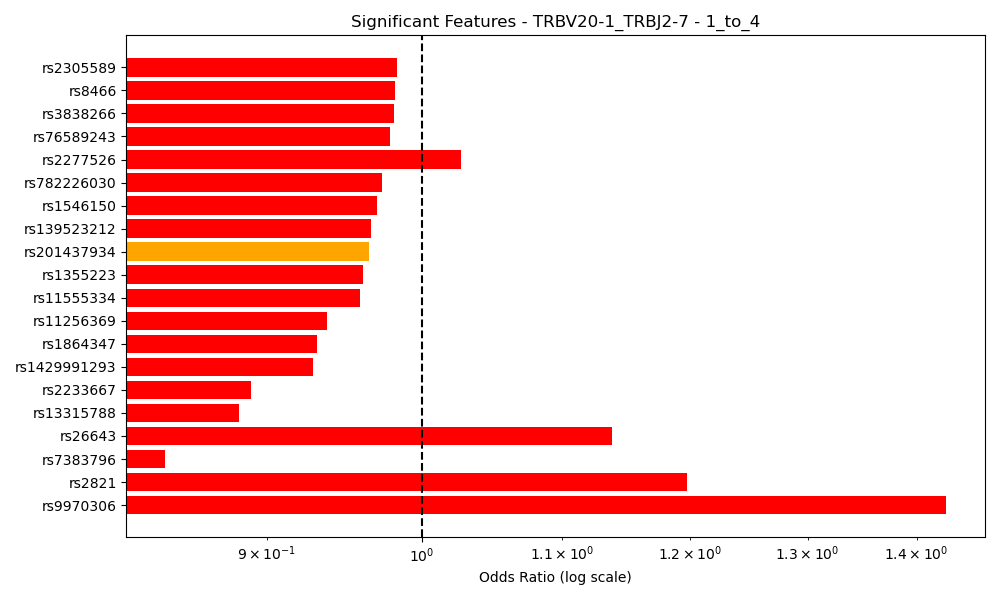 Significant Features - TRBV20-1_TRBJ2-7 - 1_to_4
rs2305589
rs8466
rs3838266
rs76589243
rs2277526
rs782226030
rs1546150
rs139523212
rs201437934
rs1355223
rs11555334
rs11256369
rs1864347
rs1429991293
rs2233667
rs13315788
rs26643
rs7383796
rs2821
rs9970306
9 × 10⁻¹ 10⁰ 1.1 × 10⁰ 1.2 × 10⁰ 1.3 × 10⁰ 1.4 × 10⁰
Odds Ratio (log scale)